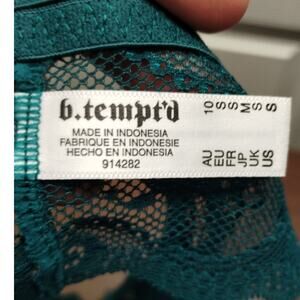 b.tempt'd
MADE IN INDONESIA
FABRIQUE EN INDONESIE
HECHO EN INDONESIA
914282
AU 10
EU S
FR S
JP M
UK S
US S